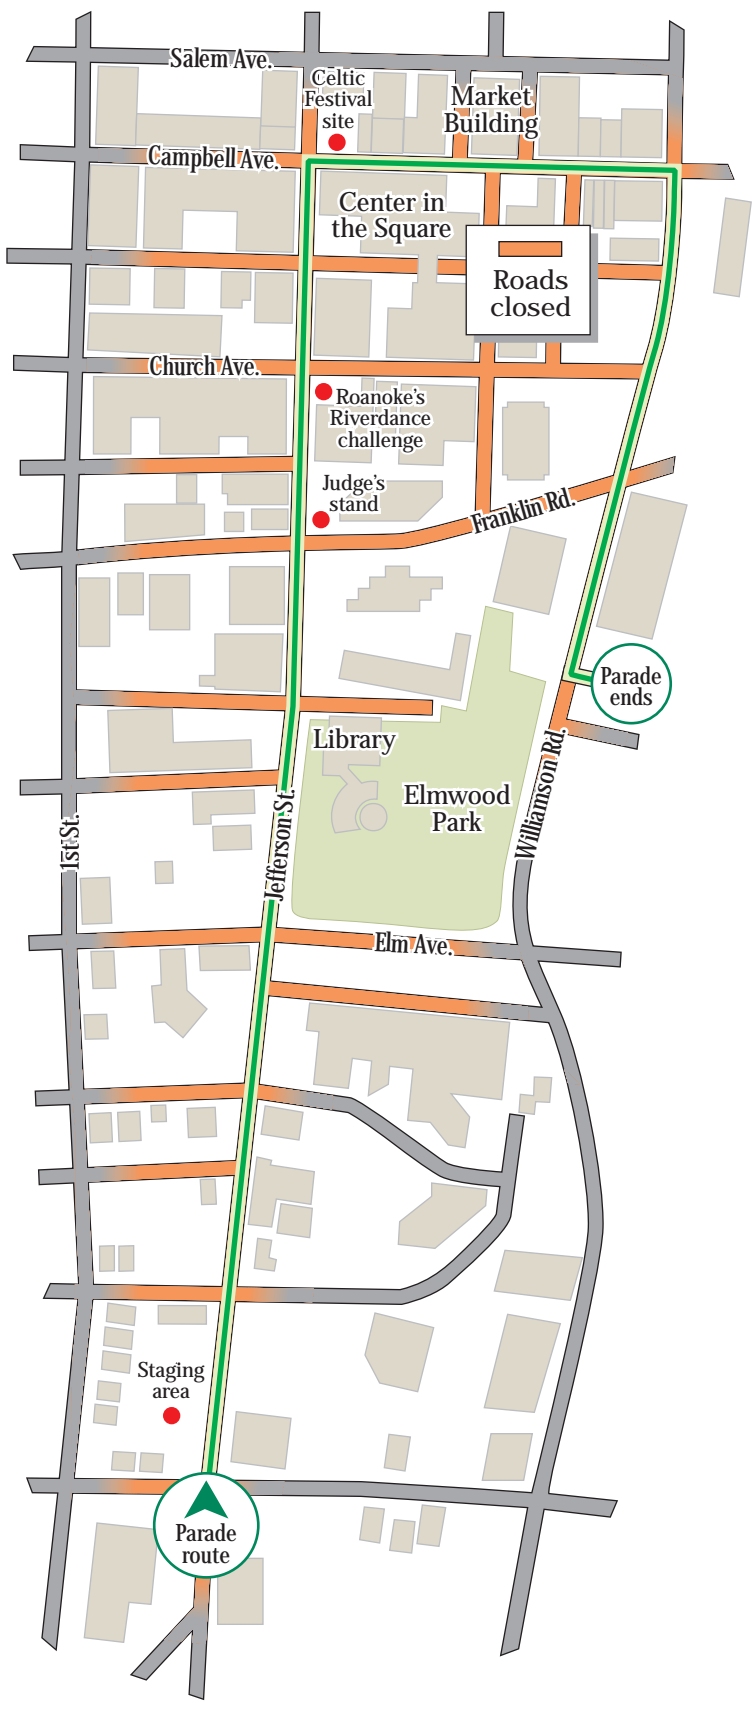 Salem Ave.
Celtic
Festival
site
Market
Building
Campbell Ave.
Center in
the Square
Roads
closed
Church Ave.
Roanoke's
Riverdance
challenge
Judge's
stand
Franklin Rd.
Parade
ends
Library
Elmwood
Park
Williamson Rd.
1st St.
Jefferson St.
Elm Ave.
Staging
area
Parade
route